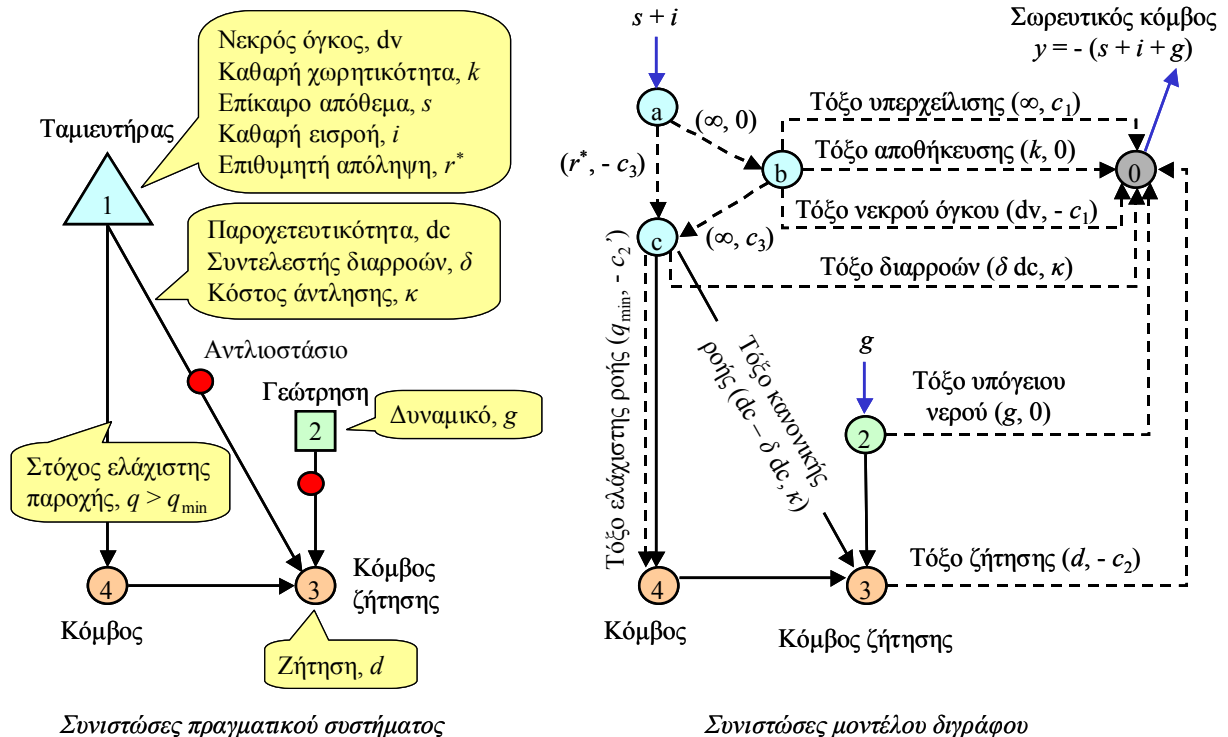 Νεκρός όγκος, dv
Καθαρή χωρητικότητα, k
Επίκαιρο απόθεμα, s
Καθαρή εισροή, i
Επιθυμητή απόληψη, r*
Ταμιευτήρας
1
Παροχετευτικότητα, dc
Συντελεστής διαρροών, δ
Κόστος άντλησης, κ
Αντλιοστάσιο
Γεώτρηση
2
Δυναμικό, g
Στόχος ελάχιστης
παροχής, q > qmin
4
3
Κόμβος
ζήτησης
Κόμβος
Ζήτηση, d
Συνιστώσες πραγματικού συστήματος
s + i
Σωρευτικός κόμβος
y = - (s + i + g)
a
(∞, 0)
Τόξο υπερχείλισης (∞, c1)
(r*, - c3)
b
Τόξο αποθήκευσης (k, 0)
0
Τόξο νεκρού όγκου (dv, - c1)
c
(∞, c3)
Τόξο διαρροών (δ dc, κ)
Τόξο ελάχιστης ροής (qmin, - c2’)
Τόξο κανονικής
ροής (dc – δ dc, κ)
g
Τόξο υπόγειου
νερού (g, 0)
2
Τόξο ζήτησης (d, - c2)
4
3
Κόμβος
Κόμβος ζήτησης
Συνιστώσες μοντέλου διγράφου